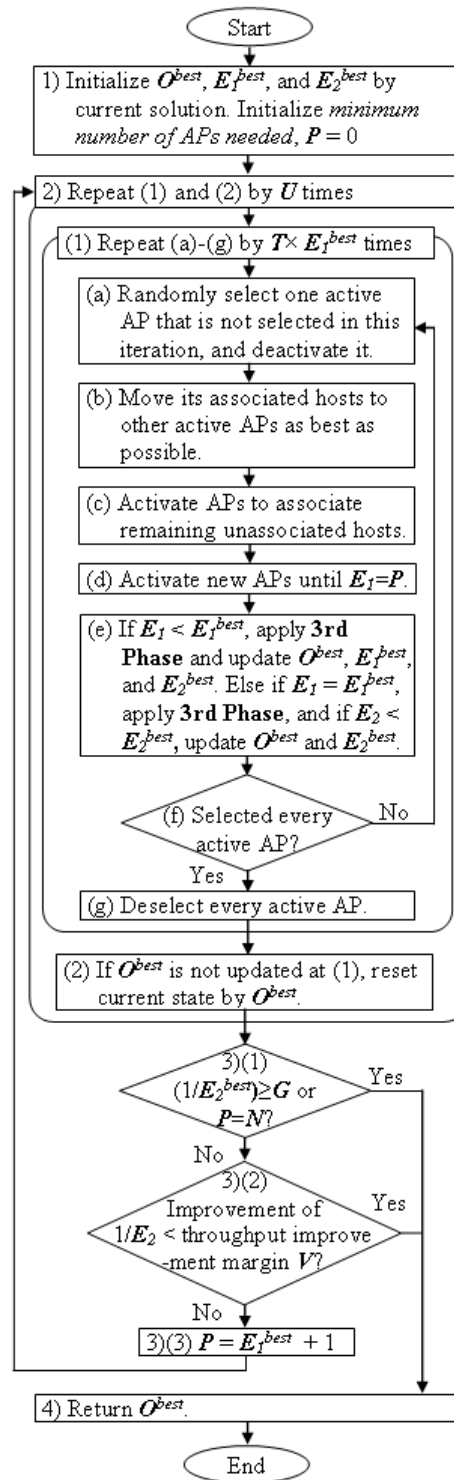 Start
1) Initialize O^best, E₁^best, and E₂^best by
current solution. Initialize minimum
number of APs needed, P = 0
2) Repeat (1) and (2) by U times
(1) Repeat (a)-(g) by T× E₁^best times
(a) Randomly select one active
AP that is not selected in this
iteration, and deactivate it.
(b) Move its associated hosts to
other active APs as best as
possible.
(c) Activate APs to associate
remaining unassociated hosts.
(d) Activate new APs until E₁=P.
(e) If E₁ < E₁^best, apply 3rd
Phase and update O^best, E₁^best,
and E₂^best. Else if E₁ = E₁^best,
apply 3rd Phase, and if E₂ <
E₂^best, update O^best and E₂^best.
(f) Selected every
active AP?
No
Yes
(g) Deselect every active AP.
(2) If O^best is not updated at (1), reset
current state by O^best.
3)(1)
(1/E₂^best)≥G or
P=N?
Yes
No
3)(2)
Improvement of
1/E₂ < throughput improve
-ment margin V?
Yes
No
3)(3) P = E₁^best + 1
4) Return O^best.
End